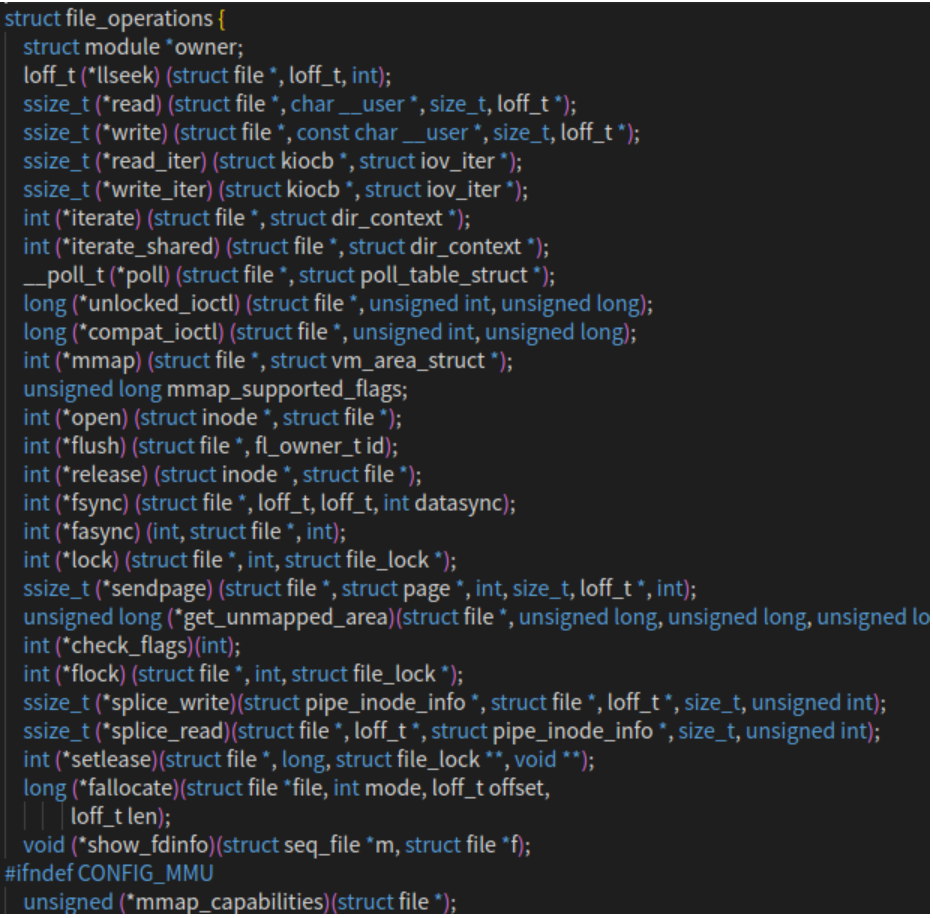 struct file_operations {
struct module *owner;
loff_t (*llseek) (struct file *, loff_t, int);
ssize_t (*read) (struct file *, char __user *, size_t, loff_t *);
ssize_t (*write) (struct file *, const char __user *, size_t, loff_t *);
ssize_t (*read_iter) (struct kiocb *, struct iov_iter *);
ssize_t (*write_iter) (struct kiocb *, struct iov_iter *);
int (*iterate) (struct file *, struct dir_context *);
int (*iterate_shared) (struct file *, struct dir_context *);
__poll_t (*poll) (struct file *, struct poll_table_struct *);
long (*unlocked_ioctl) (struct file *, unsigned int, unsigned long);
long (*compat_ioctl) (struct file *, unsigned int, unsigned long);
int (*mmap) (struct file *, struct vm_area_struct *);
unsigned long mmap_supported_flags;
int (*open) (struct inode *, struct file *);
int (*flush) (struct file *, fl_owner_t id);
int (*release) (struct inode *, struct file *);
int (*fsync) (struct file *, loff_t, loff_t, int datasync);
int (*fasync) (int, struct file *, int);
int (*lock) (struct file *, int, struct file_lock *);
ssize_t (*sendpage) (struct file *, struct page *, int, size_t, loff_t *, int);
unsigned long (*get_unmapped_area)(struct file *, unsigned long, unsigned long, unsigned lo
int (*check_flags)(int);
int (*flock) (struct file *, int, struct file_lock *);
ssize_t (*splice_write)(struct pipe_inode_info *, struct file *, loff_t *, size_t, unsigned int);
ssize_t (*splice_read)(struct file *, loff_t *, struct pipe_inode_info *, size_t, unsigned int);
int (*setlease)(struct file *, long, struct file_lock **, void **);
long (*fallocate)(struct file *file, int mode, loff_t offset,
loff_t len);
void (*show_fdinfo)(struct seq_file *m, struct file *f);
#ifndef CONFIG_MMU
unsigned (*mmap_capabilities)(struct file *);